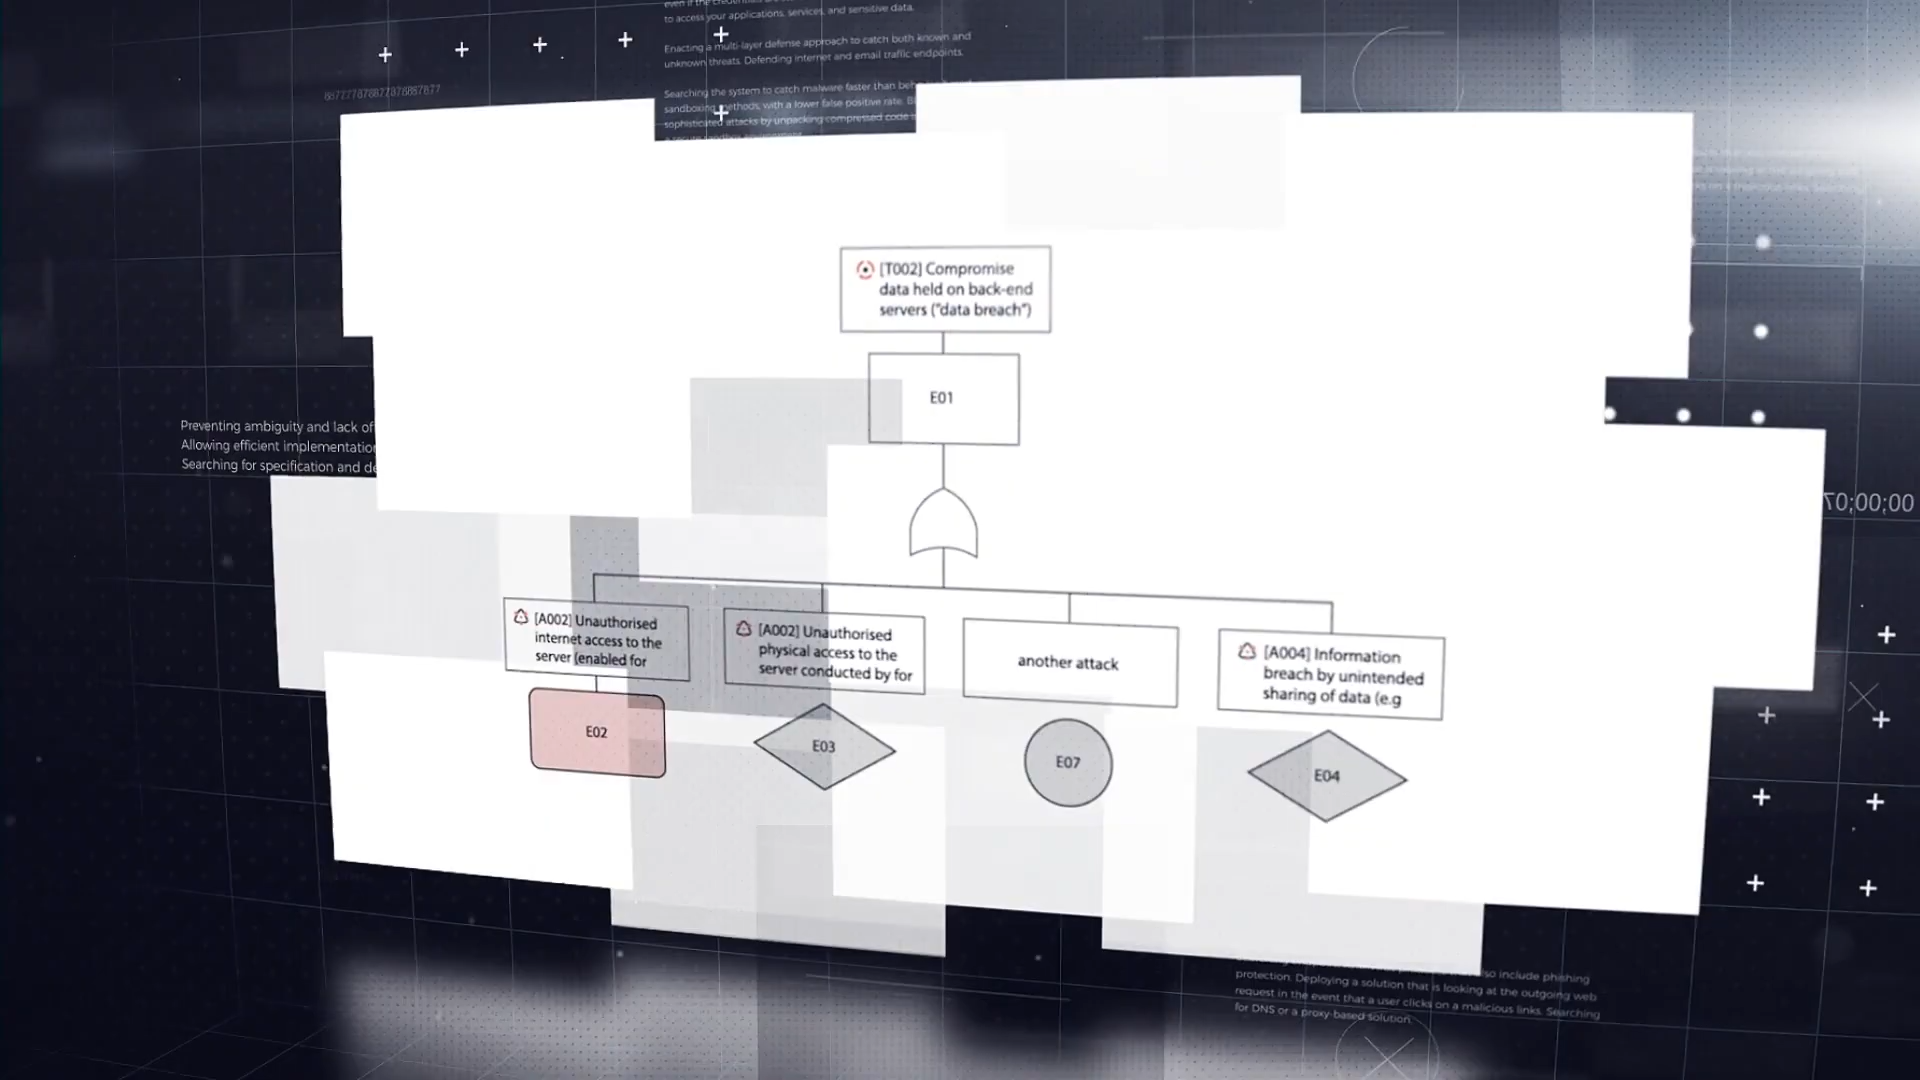 to access your applications, services, and sensitive data.
Enacting a multi-layer defense approach to catch both known and
unknown threats. Defending internet and email traffic endpoints.
Searching the system to catch malware faster than
sandboxing methods, with a lower false positive rate.
sophisticated attacks by unpacking compressed code
[T002] Compromise
data held on back-end
servers ("data breach")
E01
Preventing ambiguity and lack of
Allowing efficient implementation
Searching for specification and
70;00;00
[A002] Unauthorised
internet access to the
server (enabled for
[A002] Unauthorised
physical access to the
server conducted by for
another attack
[A004] Information
breach by unintended
sharing of data (e.g
E02
E03
E07
E04
so include phishing
protection. Deploying a solution that is looking at the outgoing web
request in the event that a user clicks on a malicious links. Searching
for DNS or a proxy-based solution.